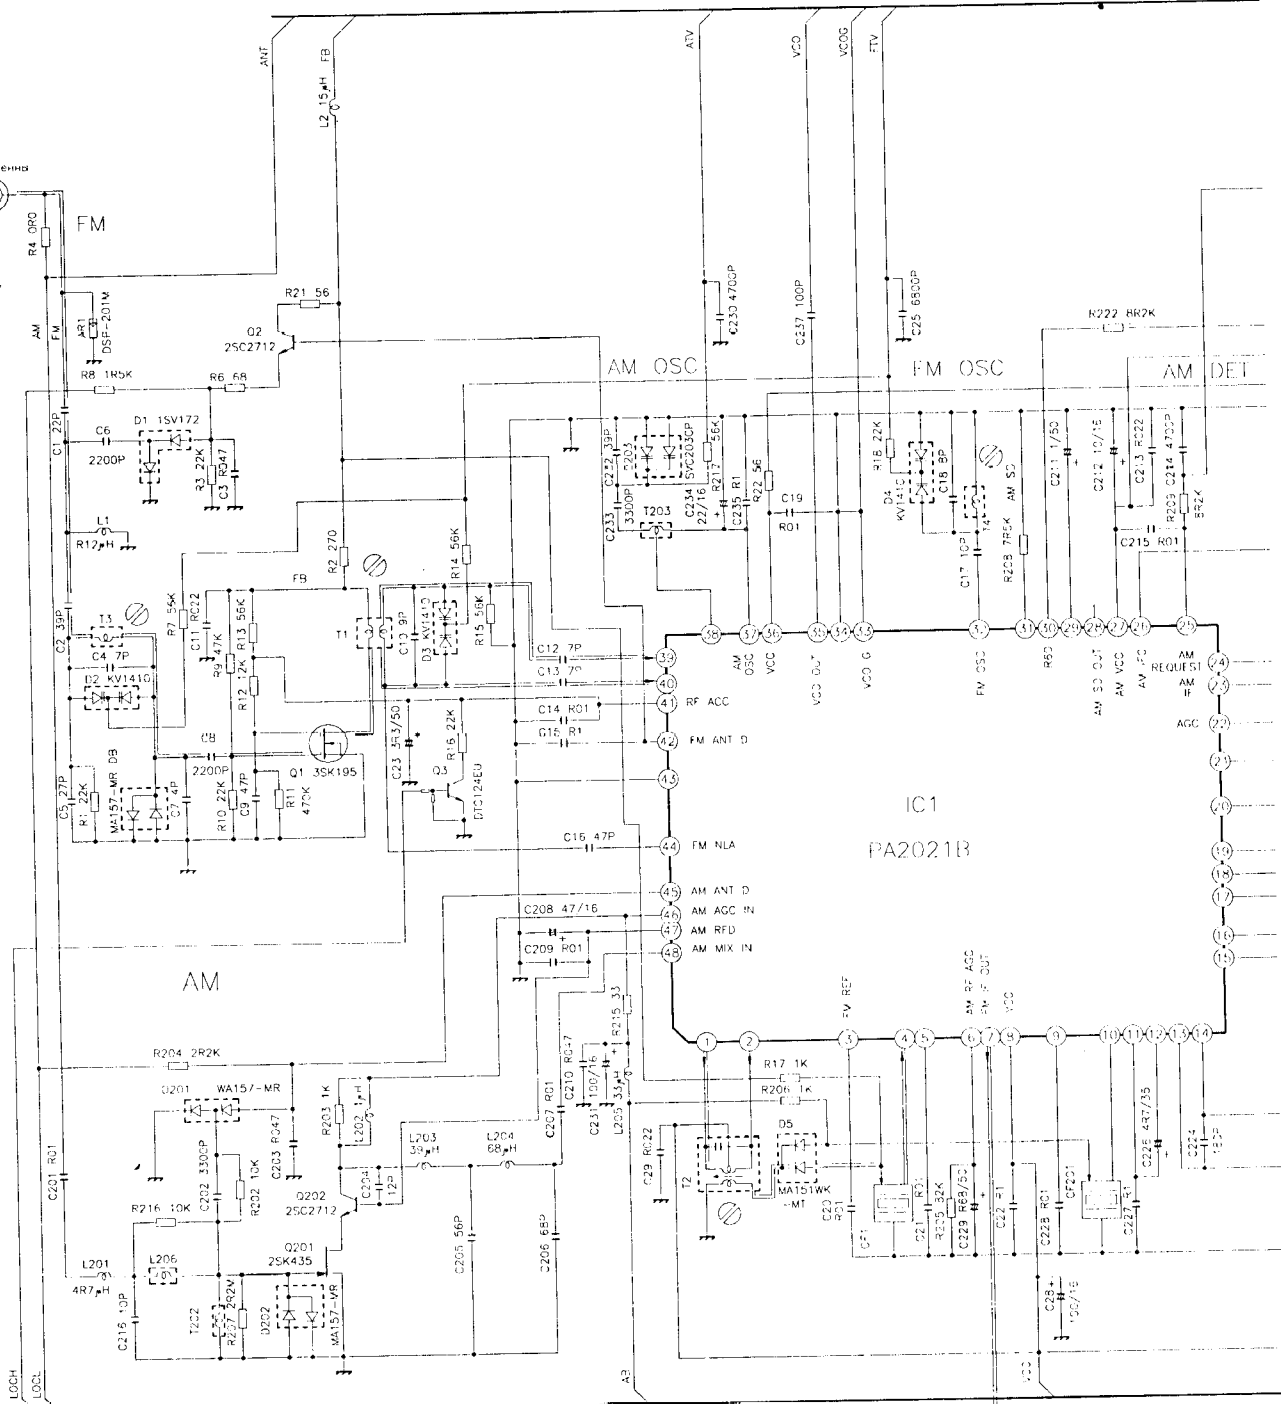 ANT
FB
L2 15µH
ATV
VCO
VCOG
FTV
FM
R4 0R0
AM
FM
AR1
DSP-201M
R21 56
Q2
2SC2712
R8 1R5K
R6 68
C230 4700P
C237 100P
C25 6800P
R222 8R2K
AM OSC
FM OSC
AM DET
C1 22P
C6
2200P
D1 1SV172
R3 22K
C3 R047
L1
R12µH
C232 39P
D203
SVC203CP
C233
3300P
R217 56K
C234
22/16
C235 R1
R22 56
C19
R01
T203
R18 22K
D4
KV1410
C18 8P
C17 10P
T4
R208 7R5K
AM SD
C211 1/50
C212 10/16
C213 R022
C214 4700P
R209
8R2K
C215 R01
R2 270
FB
R14 56K
R15 56K
C2 39P
T3
C4 7P
D2 KV1410
R7 56K
C11 R022
R9 47K
R13 56K
R12 12K
T1
C10 9P
D3 KV1410
C12 7P
C13 7P
C14 R01
C15 R1
C8
2200P
Q1 3SK195
C23 3R3/50
R16 22K
Q3
DTC124EU
C5 27P
R1 22K
MA157-MR D8
C7 4P
R10 22K
C9 47P
R11
470K
C16 47P
38
37
36
35
34
33
32
31
30
29
28
27
26
25
AM
OSC
VCC
VCO OUT
VCO G
FM OSC
AM SD OUT
AM VCC
AM IFO
AM
REQUEST
AM
IF
AGC
39
40
41 RF ACC
42 FM ANT D
43
44 FM NLA
45 AM ANT D
46 AM AGC IN
47 AM RFD
48 AM MIX IN
24
23
22
21
20
19
18
17
16
15
IC1
PA2021B
FM REF
AM RF AGC
FM IF OUT
VCC
1
2
3
4
5
6
7
8
9
10
11
12
13
14
C208 47/16
C209 R01
AM
R204 2R2K
D201
WA157-MR
C203 R047
C202 3300P
R202 10K
R216 10K
R203 1K
L202 1µH
Q202
2SC2712
C204
12P
L203
39µH
L204
68µH
C207 R01
C210 R047
C231 100/16
R215 33
L205 33µH
R17 1K
R206 1K
D5
MA151WK
-MT
C29 R022
T2
C20
R01
CF1
C21 R01
R205 82K
C229 R68/50
C22 R1
C228 R01
CF201
C227 R1
C226 4R7/35
C224
180P
C28
100/16
C201 R01
L201
4R7µH
L206
C216 10P
Q201
2SK435
T202
R207 2R2M
D202
MA157-MR
C205 56P
C206 68P
LOCH
LOCL
AB
VCC